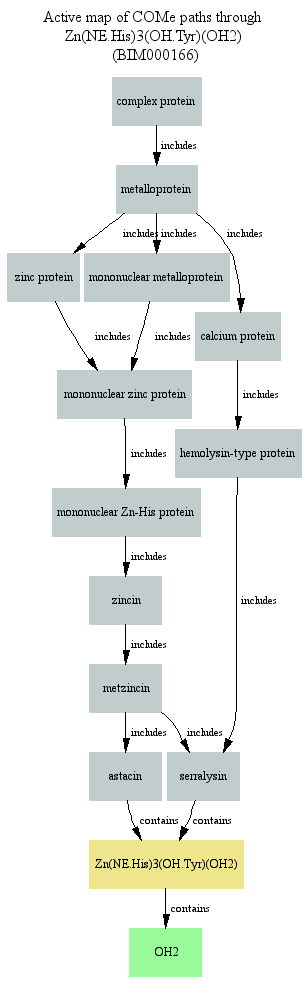 Active map of COMe paths through
Zn(NE.His)3(OH.Tyr)(OH2)
(BIM000166)
complex protein
includes
metalloprotein
includes includes includes
zinc protein mononuclear metalloprotein
calcium protein
includes includes
mononuclear zinc protein
includes
hemolysin-type protein
includes
mononuclear Zn-His protein
includes
zincin
includes
includes
metzincin
includes includes
astacin serralysin
contains contains
Zn(NE.His)3(OH.Tyr)(OH2)
contains
OH2